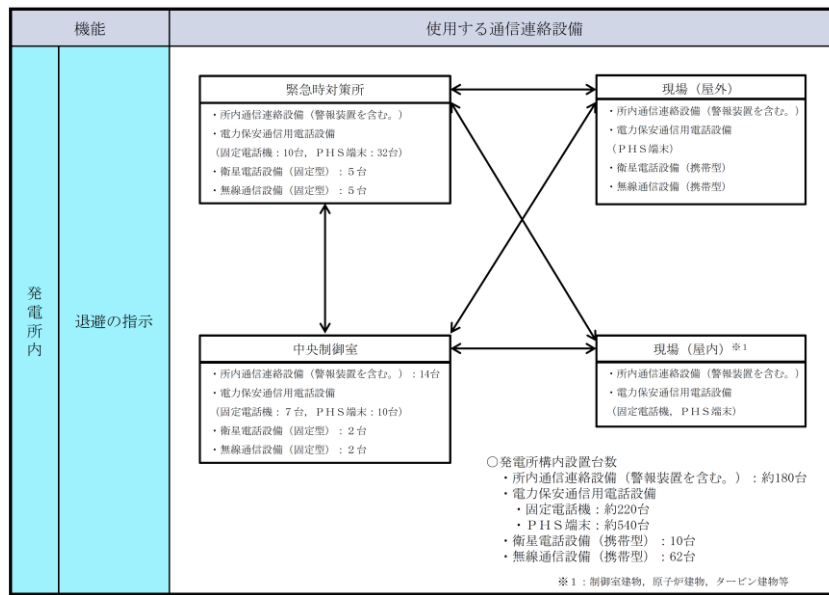 機能
使用する通信連絡設備
発電所内
退避の指示
緊急時対策所
・所内通信連絡設備（警報装置を含む。）
・電力保安通信用電話設備
（固定電話機：10台，ＰＨＳ端末：32台）
・衛星電話設備（固定型）：５台
・無線通信設備（固定型）：５台
現場（屋外）
・所内通信連絡設備（警報装置を含む。）
・電力保安通信用電話設備
（ＰＨＳ端末）
・衛星電話設備（携帯型）
・無線通信設備（携帯型）
中央制御室
・所内通信連絡設備（警報装置を含む。）：14台
・電力保安通信用電話設備
（固定電話機：７台，ＰＨＳ端末：10台）
・衛星電話設備（固定型）：２台
・無線通信設備（固定型）：２台
現場（屋内）※１
・所内通信連絡設備（警報装置を含む。）
・電力保安通信用電話設備
（固定電話機，ＰＨＳ端末）
○発電所構内設置台数
・所内通信連絡設備（警報装置を含む。）：約180台
・電力保安通信用電話設備
・固定電話機：約220台
・ＰＨＳ端末：約540台
・衛星電話設備（携帯型）：10台
・無線通信設備（携帯型）：62台
※１：制御室建物，原子炉建物，タービン建物等